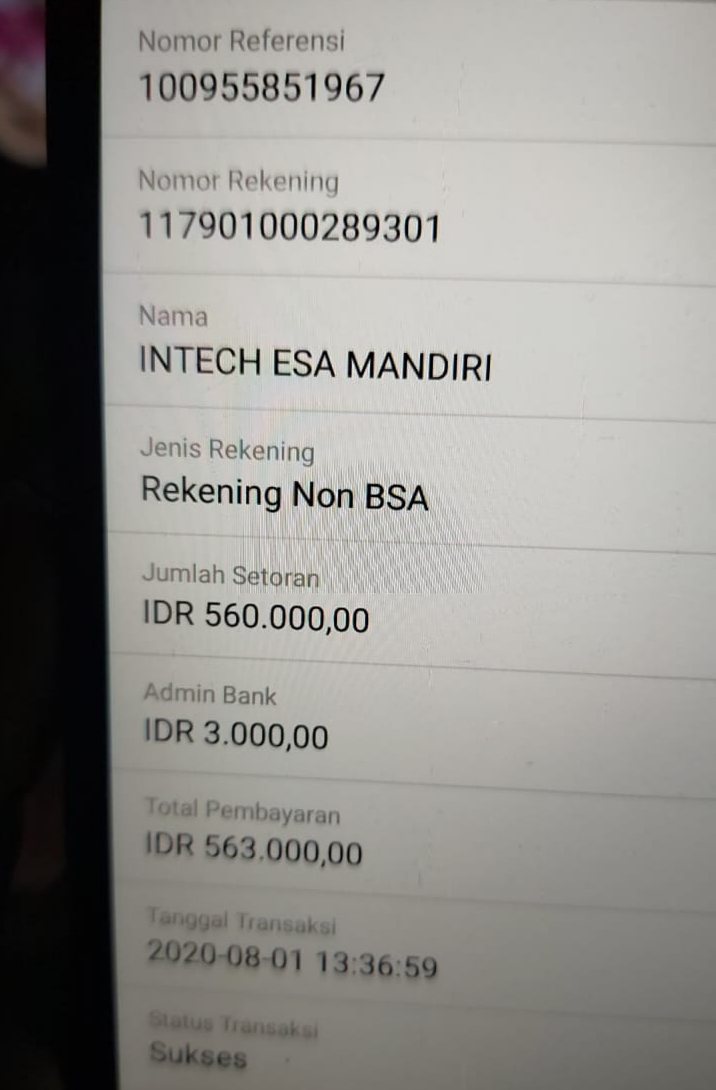 Nomor Referensi
100955851967
Nomor Rekening
117901000289301
Nama
INTECH ESA MANDIRI
Jenis Rekening
Rekening Non BSA
Jumlah Setoran
IDR 560.000,00
Admin Bank
IDR 3.000,00
Total Pembayaran
IDR 563.000,00
Tanggal Transaksi
2020-08-01 13:36:59
Status Transaksi
Sukses